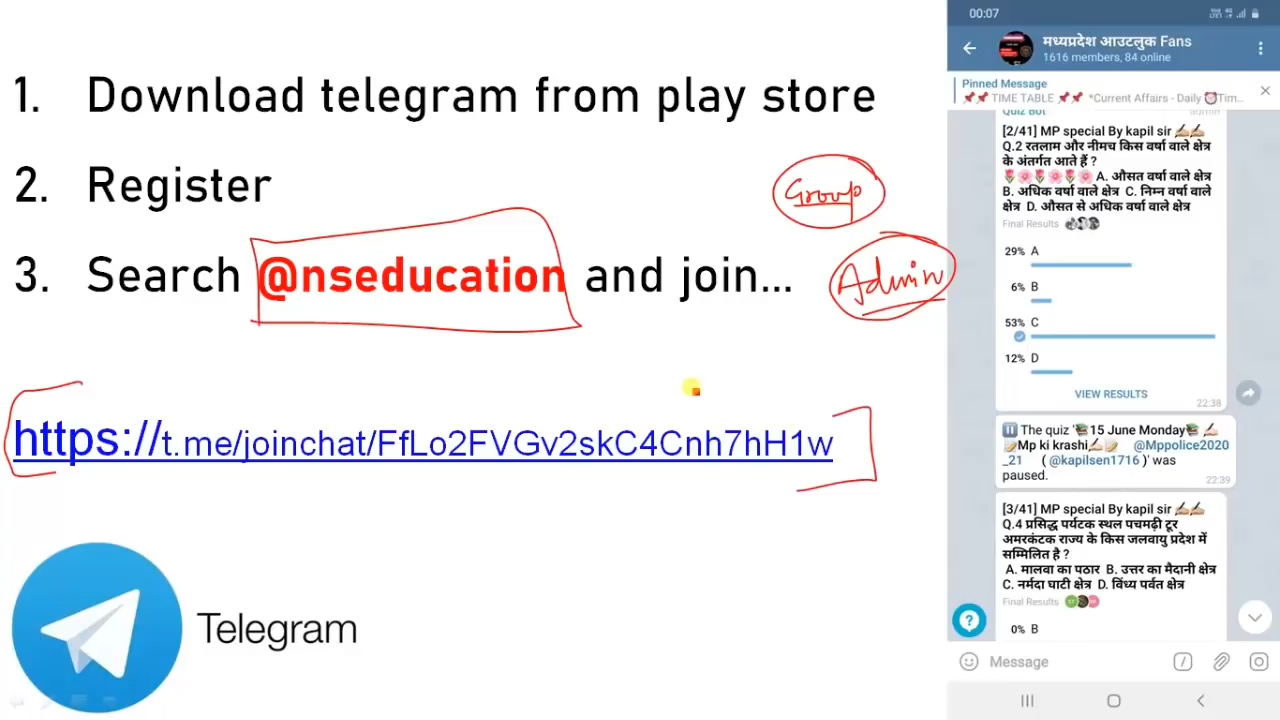 1. Download telegram from play store
2. Register
3. Search @nseducation and join...
Group
Admin
https://t.me/joinchat/FfLo2FVGv2skC4Cnh7hH1w
Telegram
00:07
मध्यप्रदेश आउटलुक Fans
1616 members, 84 online
Pinned Message
📌📌 TIME TABLE 📌📌 *Current Affairs - Daily ⏰Tim...
Quiz Bot admin
[2/41] MP special By kapil sir ✍✍
Q.2 रतलाम और नीमच किस वर्षा वाले क्षेत्र
के अंतर्गत आते हैं ?
🌷🌸🌷🌸🌷🌸 A. औसत वर्षा वाले क्षेत्र
B. अधिक वर्षा वाले क्षेत्र C. निम्न वर्षा वाले
क्षेत्र D. औसत से अधिक वर्षा वाले क्षेत्र
Final Results
29% A
6% B
53% C
12% D
VIEW RESULTS
22:38
The quiz '📚15 June Monday📚 ✍
📝Mp ki krashi✍📝 @Mppolice2020
_21 ( @kapilsen1716 )' was
paused.
22:39
[3/41] MP special By kapil sir ✍✍
Q.4 प्रसिद्ध पर्यटक स्थल पचमढ़ी टूर
अमरकंटक राज्य के किस जलवायु प्रदेश में
सम्मिलित है ?
A. मालवा का पठार B. उत्तर का मैदानी क्षेत्र
C. नर्मदा घाटी क्षेत्र D. विंध्य पर्वत क्षेत्र
Final Results
0% B
Message